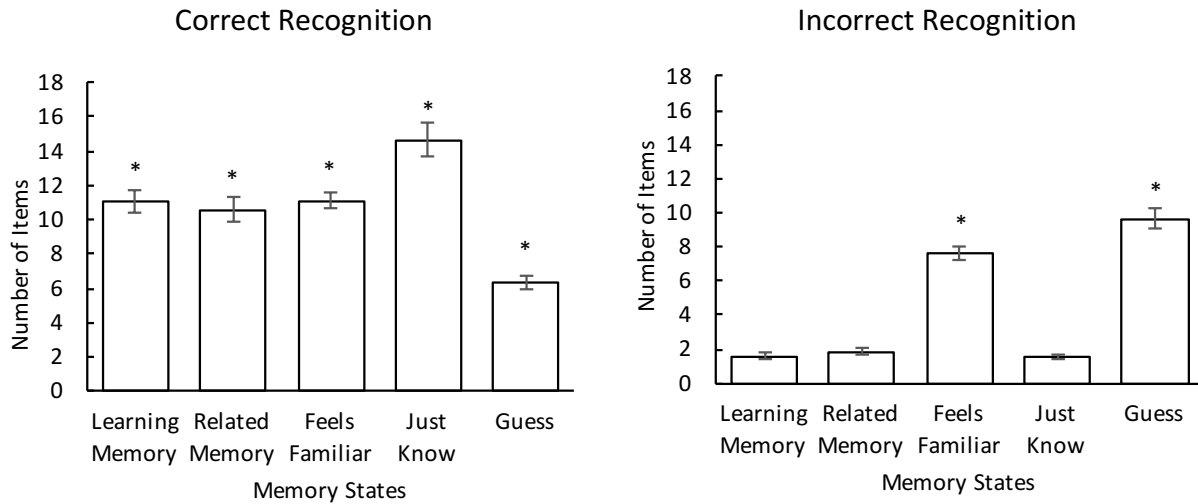 Correct Recognition
Number of Items
18
16
14
12
10
8
6
4
2
0
*
*
*
*
*
Learning Memory
Related Memory
Feels Familiar
Just Know
Guess
Memory States
Incorrect Recognition
Number of Items
18
16
14
12
10
8
6
4
2
0
*
*
Learning Memory
Related Memory
Feels Familiar
Just Know
Guess
Memory States